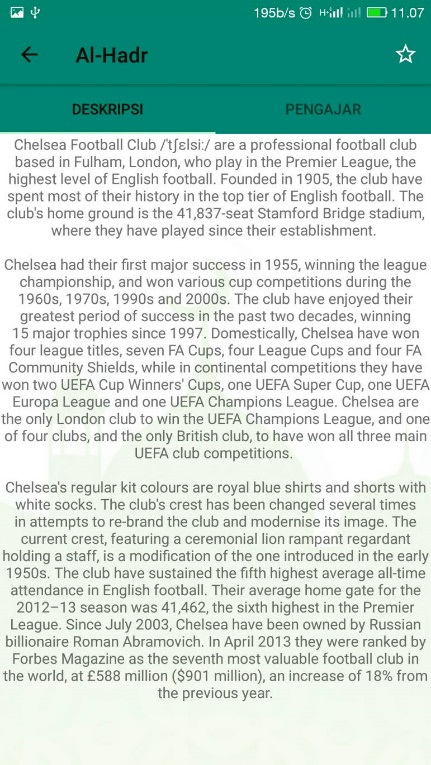 195b/s H 11.07
Al-Hadr
DESKRIPSI PENGAJAR
Chelsea Football Club /ˈtʃɛlsiː/ are a professional football club
based in Fulham, London, who play in the Premier League, the
highest level of English football. Founded in 1905, the club have
spent most of their history in the top tier of English football. The
club's home ground is the 41,837-seat Stamford Bridge stadium,
where they have played since their establishment.
Chelsea had their first major success in 1955, winning the league
championship, and won various cup competitions during the
1960s, 1970s, 1990s and 2000s. The club have enjoyed their
greatest period of success in the past two decades, winning
15 major trophies since 1997. Domestically, Chelsea have won
four league titles, seven FA Cups, four League Cups and four FA
Community Shields, while in continental competitions they have
won two UEFA Cup Winners' Cups, one UEFA Super Cup, one UEFA
Europa League and one UEFA Champions League. Chelsea are
the only London club to win the UEFA Champions League, and one
of four clubs, and the only British club, to have won all three main
UEFA club competitions.
Chelsea's regular kit colours are royal blue shirts and shorts with
white socks. The club's crest has been changed several times
in attempts to re-brand the club and modernise its image. The
current crest, featuring a ceremonial lion rampant regardant
holding a staff, is a modification of the one introduced in the early
1950s. The club have sustained the fifth highest average all-time
attendance in English football. Their average home gate for the
2012–13 season was 41,462, the sixth highest in the Premier
League. Since July 2003, Chelsea have been owned by Russian
billionaire Roman Abramovich. In April 2013 they were ranked by
Forbes Magazine as the seventh most valuable football club in
the world, at £588 million ($901 million), an increase of 18% from
the previous year.